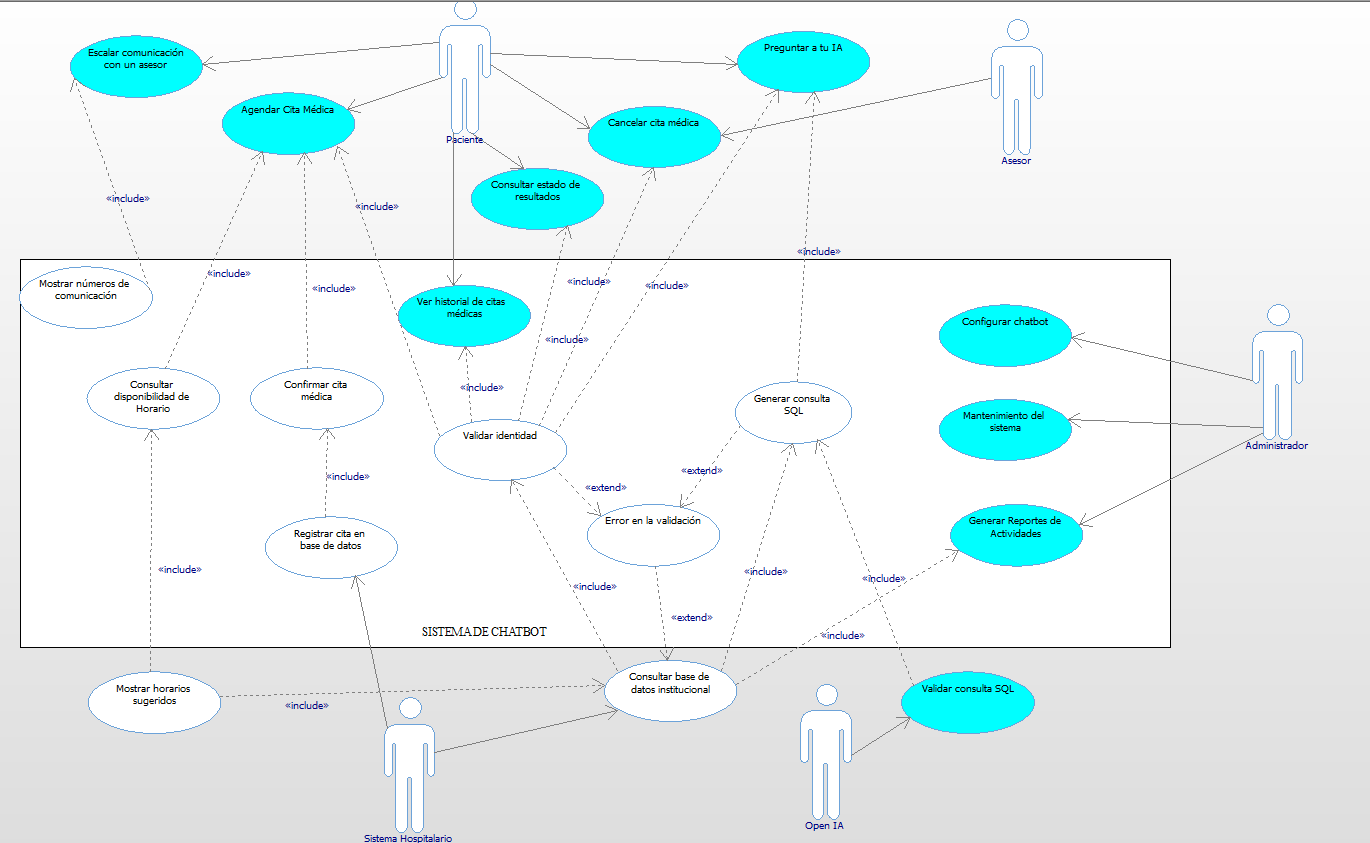 Escalar comunicación
con un asesor
Preguntar a tu IA
Agendar Cita Médica
Cancelar cita médica
Paciente
Asesor
Consultar estado de
resultados
«include»
«include»
«include»
«include»
«include»
«include»
«include»
«include»
Mostrar números de
comunicación
Ver historial de citas
médicas
Configurar chatbot
«include»
Consultar
disponibilidad de
Horario
Confirmar cita
médica
«include»
Generar consulta
SQL
Mantenimiento del
sistema
Validar identidad
Administrador
«extend»
«include»
«extend»
Registrar cita en
base de datos
Error en la validación
Generar Reportes de
Actividades
«include»
«include»
«include»
«include»
«extend»
«include»
SISTEMA DE CHATBOT
Mostrar horarios
sugeridos
Consultar base de
datos institucional
Validar consulta SQL
«include»
Open IA
Sistema Hospitalario